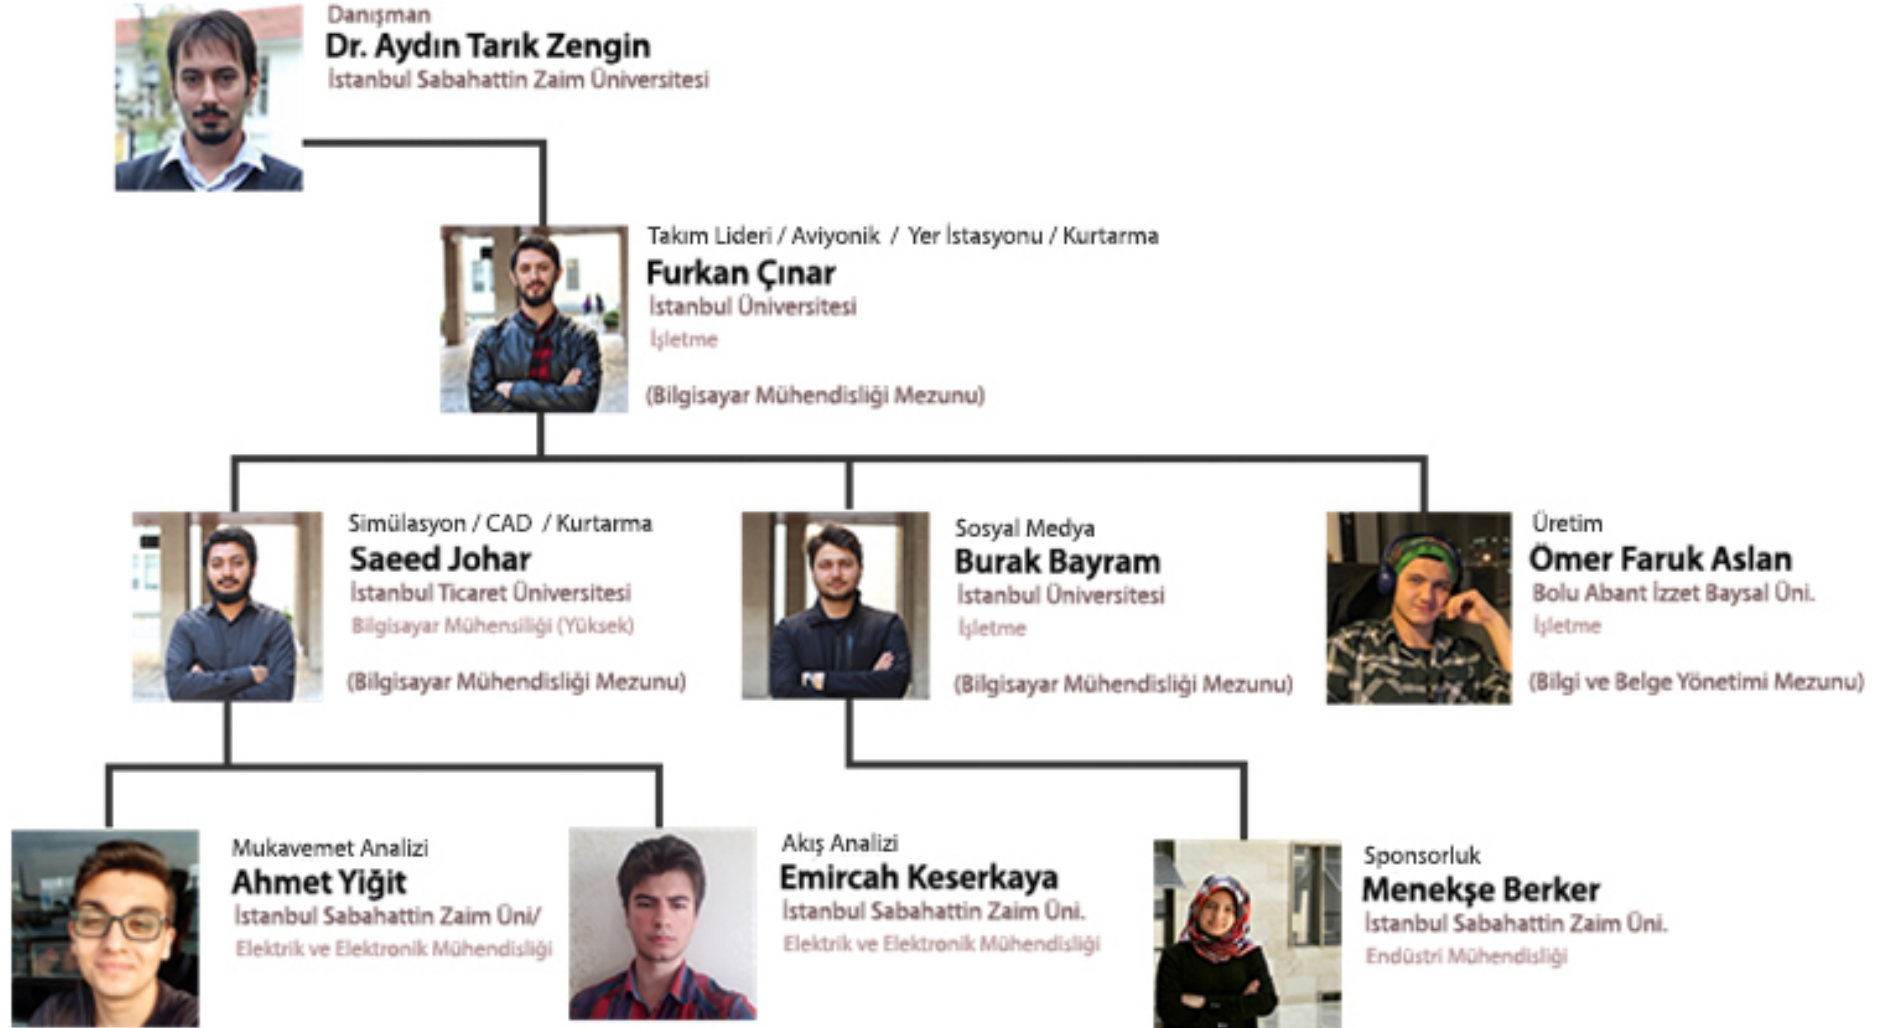 Danışman
Dr. Aydın Tarık Zengin
İstanbul Sabahattin Zaim Üniversitesi
Takım Lideri / Aviyonik / Yer İstasyonu / Kurtarma
Furkan Çınar
İstanbul Üniversitesi
İşletme
(Bilgisayar Mühendisliği Mezunu)
Simülasyon / CAD / Kurtarma
Saeed Johar
İstanbul Ticaret Üniversitesi
Bilgisayar Mühensiliği (Yüksek)
(Bilgisayar Mühendisliği Mezunu)
Sosyal Medya
Burak Bayram
İstanbul Üniversitesi
İşletme
(Bilgisayar Mühendisliği Mezunu)
Üretim
Ömer Faruk Aslan
Bolu Abant İzzet Baysal Üni.
İşletme
(Bilgi ve Belge Yönetimi Mezunu)
Mukavemet Analizi
Ahmet Yiğit
İstanbul Sabahattin Zaim Üni/
Elektrik ve Elektronik Mühendisliği
Akış Analizi
Emircah Keserkaya
İstanbul Sabahattin Zaim Üni.
Elektrik ve Elektronik Mühendisliği
Sponsorluk
Menekşe Berker
İstanbul Sabahattin Zaim Üni.
Endüstri Mühendisliği